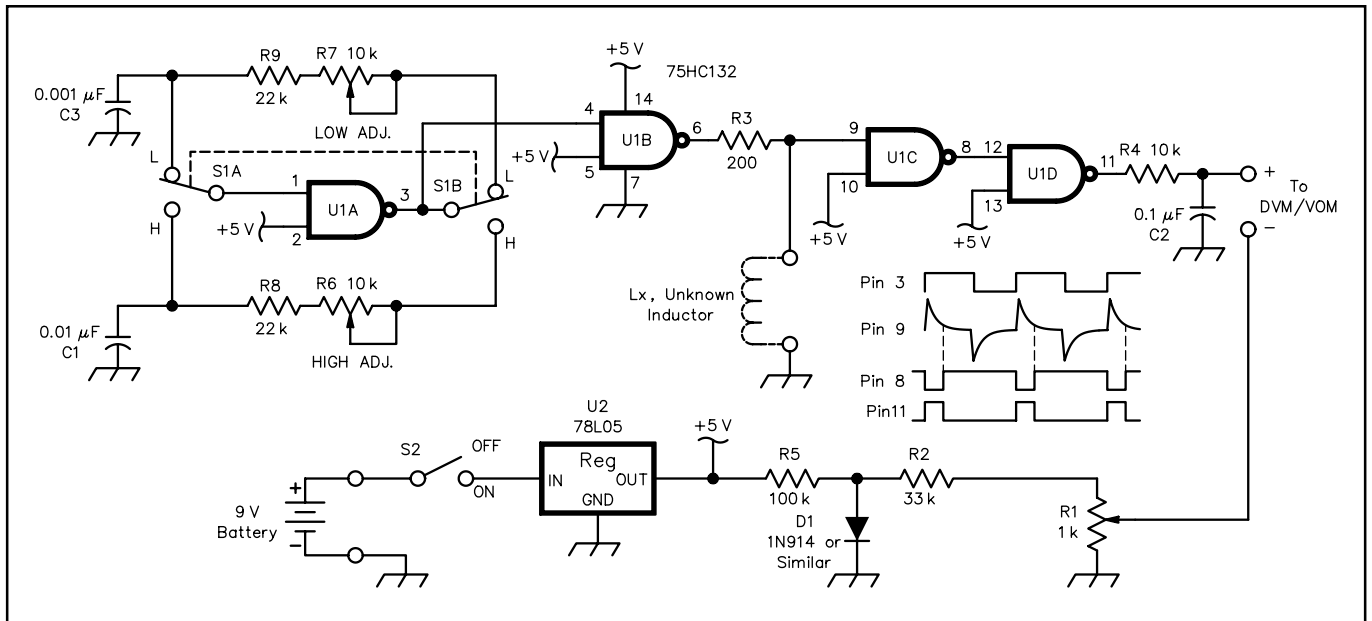 R9
R7 10 k
22 k
LOW ADJ.
0.001 µF
C3
L
S1A
1
3
S1B
L
U1A
H
+5 V
2
H
R8
R6 10 k
22 k
HIGH ADJ.
0.01 µF
C1
+5 V
75HC132
14
4
U1B
6
+5 V
5
7
R3
200
9
U1C
8
12
10
+5 V
U1D
11
13
+5 V
R4 10 k
0.1 µF
C2
+
To
DVM/VOM
–
Lx, Unknown
Inductor
Pin 3
Pin 9
Pin 8
Pin11
U2
78L05
Reg
IN
OUT
GND
S2
OFF
ON
+
9 V
Battery
–
+5 V
R5
100 k
R2
33 k
D1
1N914 or
Similar
R1
1 k